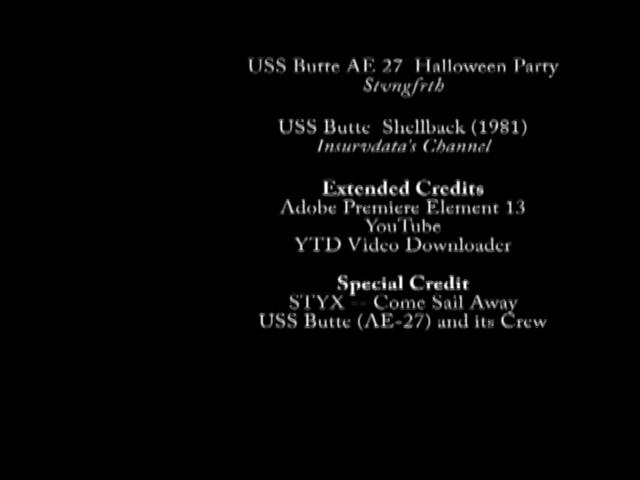 USS Butte AE 27 Halloween Party
Stvngfrth
USS Butte Shellback (1981)
Insurvdata's Channel
Extended Credits
Adobe Premiere Element 13
YouTube
YTD Video Downloader
Special Credit
STYX -- Come Sail Away
USS Butte (AE-27) and its Crew